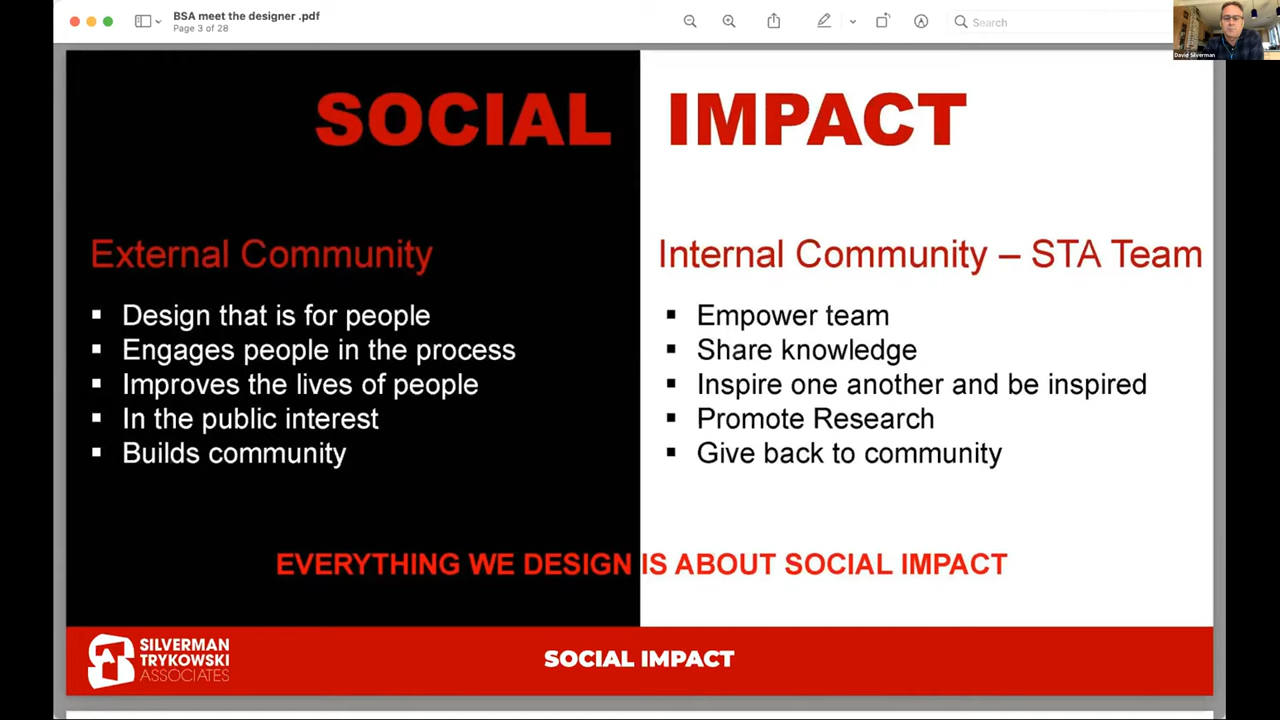 BSA meet the designer .pdf
Page 3 of 28
Search
David Silverman
SOCIAL IMPACT
External Community
▪ Design that is for people
▪ Engages people in the process
▪ Improves the lives of people
▪ In the public interest
▪ Builds community
Internal Community – STA Team
▪ Empower team
▪ Share knowledge
▪ Inspire one another and be inspired
▪ Promote Research
▪ Give back to community
EVERYTHING WE DESIGN IS ABOUT SOCIAL IMPACT
SILVERMAN
TRYKOWSKI
ASSOCIATES
SOCIAL IMPACT